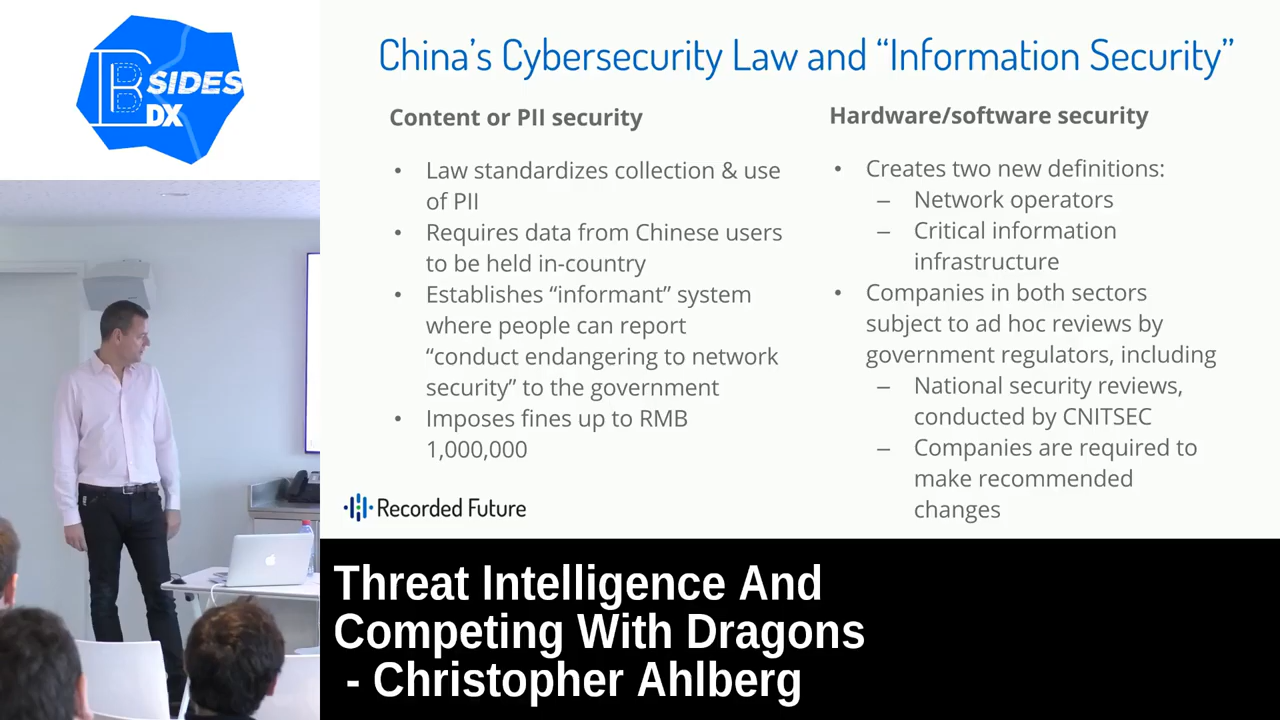 BSIDES
DX
China's Cybersecurity Law and “Information Security”
Content or PII security
• Law standardizes collection & use
of PII
• Requires data from Chinese users
to be held in-country
• Establishes “informant” system
where people can report
“conduct endangering to network
security” to the government
• Imposes fines up to RMB
1,000,000
Hardware/software security
• Creates two new definitions:
– Network operators
– Critical information
infrastructure
• Companies in both sectors
subject to ad hoc reviews by
government regulators, including
– National security reviews,
conducted by CNITSEC
– Companies are required to
make recommended
changes
Recorded Future
Threat Intelligence And
Competing With Dragons
- Christopher Ahlberg